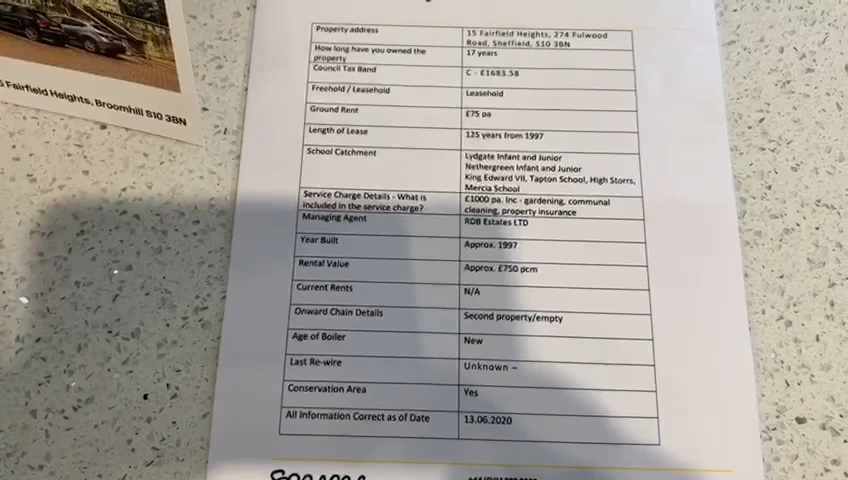 Fairfield Heights, Broomhill S10 3BN
Property address
15 Fairfield Heights, 274 Fulwood
Road, Sheffield, S10 3BN
How long have you owned the
property
17 years
Council Tax Band
C - £1683.58
Freehold / Leasehold
Leasehold
Ground Rent
£75 pa
Length of Lease
125 years from 1997
School Catchment
Lydgate Infant and Junior
Nethergreen Infant and Junior
King Edward VII, Tapton School, High Storrs,
Mercia School
Service Charge Details - What is
included in the service charge?
£1000 pa. Inc - gardening, communal
cleaning, property insurance
Managing Agent
RDB Estates LTD
Year Built
Approx. 1997
Rental Value
Approx. £750 pcm
Current Rents
N/A
Onward Chain Details
Second property/empty
Age of Boiler
New
Last Re-wire
Unknown –
Conservation Area
Yes
All Information Correct as of Date
13.06.2020